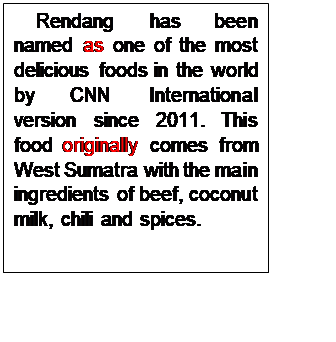 Rendang has been
named as one of the most
delicious foods in the world
by CNN International
version since 2011. This
food originally comes from
West Sumatra with the main
ingredients of beef, coconut
milk, chili and spices.